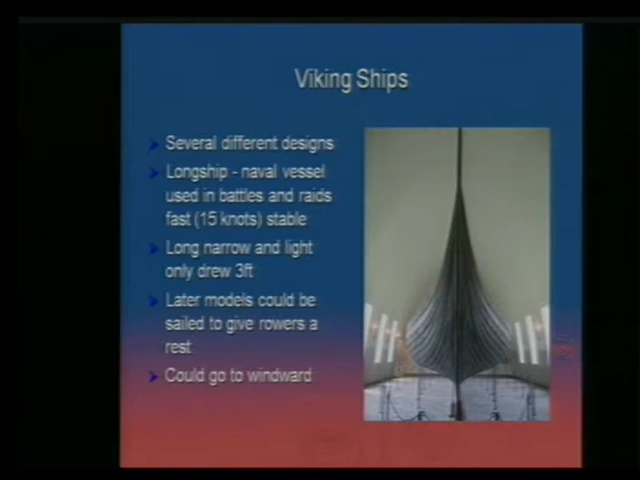 Viking Ships
Several different designs
Longship - naval vessel
used in battles and raids
fast (15 knots) stable
Long narrow and light
only drew 3ft
Later models could be
sailed to give rowers a
rest
Could go to windward